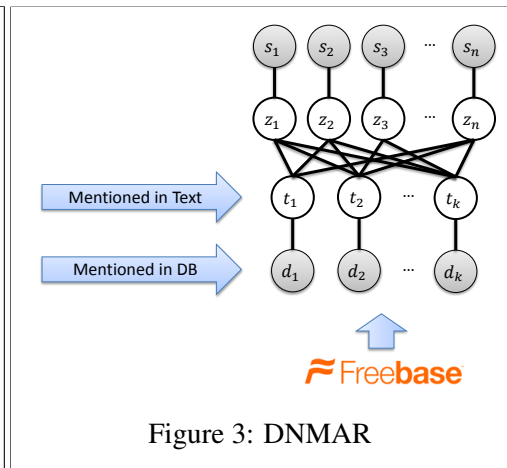 s1 s2 s3 ... sn
z1 z2 z3 ... zn
Mentioned in Text t1 t2 ... tk
Mentioned in DB d1 d2 ... dk
Freebase
Figure 3: DNMAR